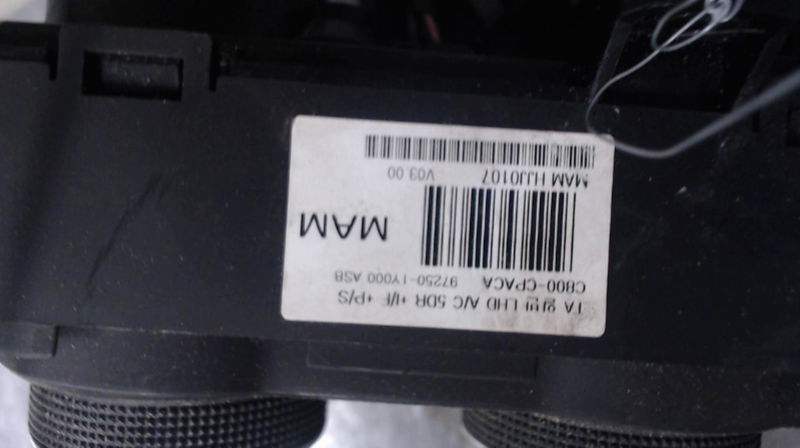 TA 일반 LHD A/C 5DR +I/F +P/S
C800-CPACA 97250-1Y000 ASB
MAM
MAM HJJ0107 V03.00